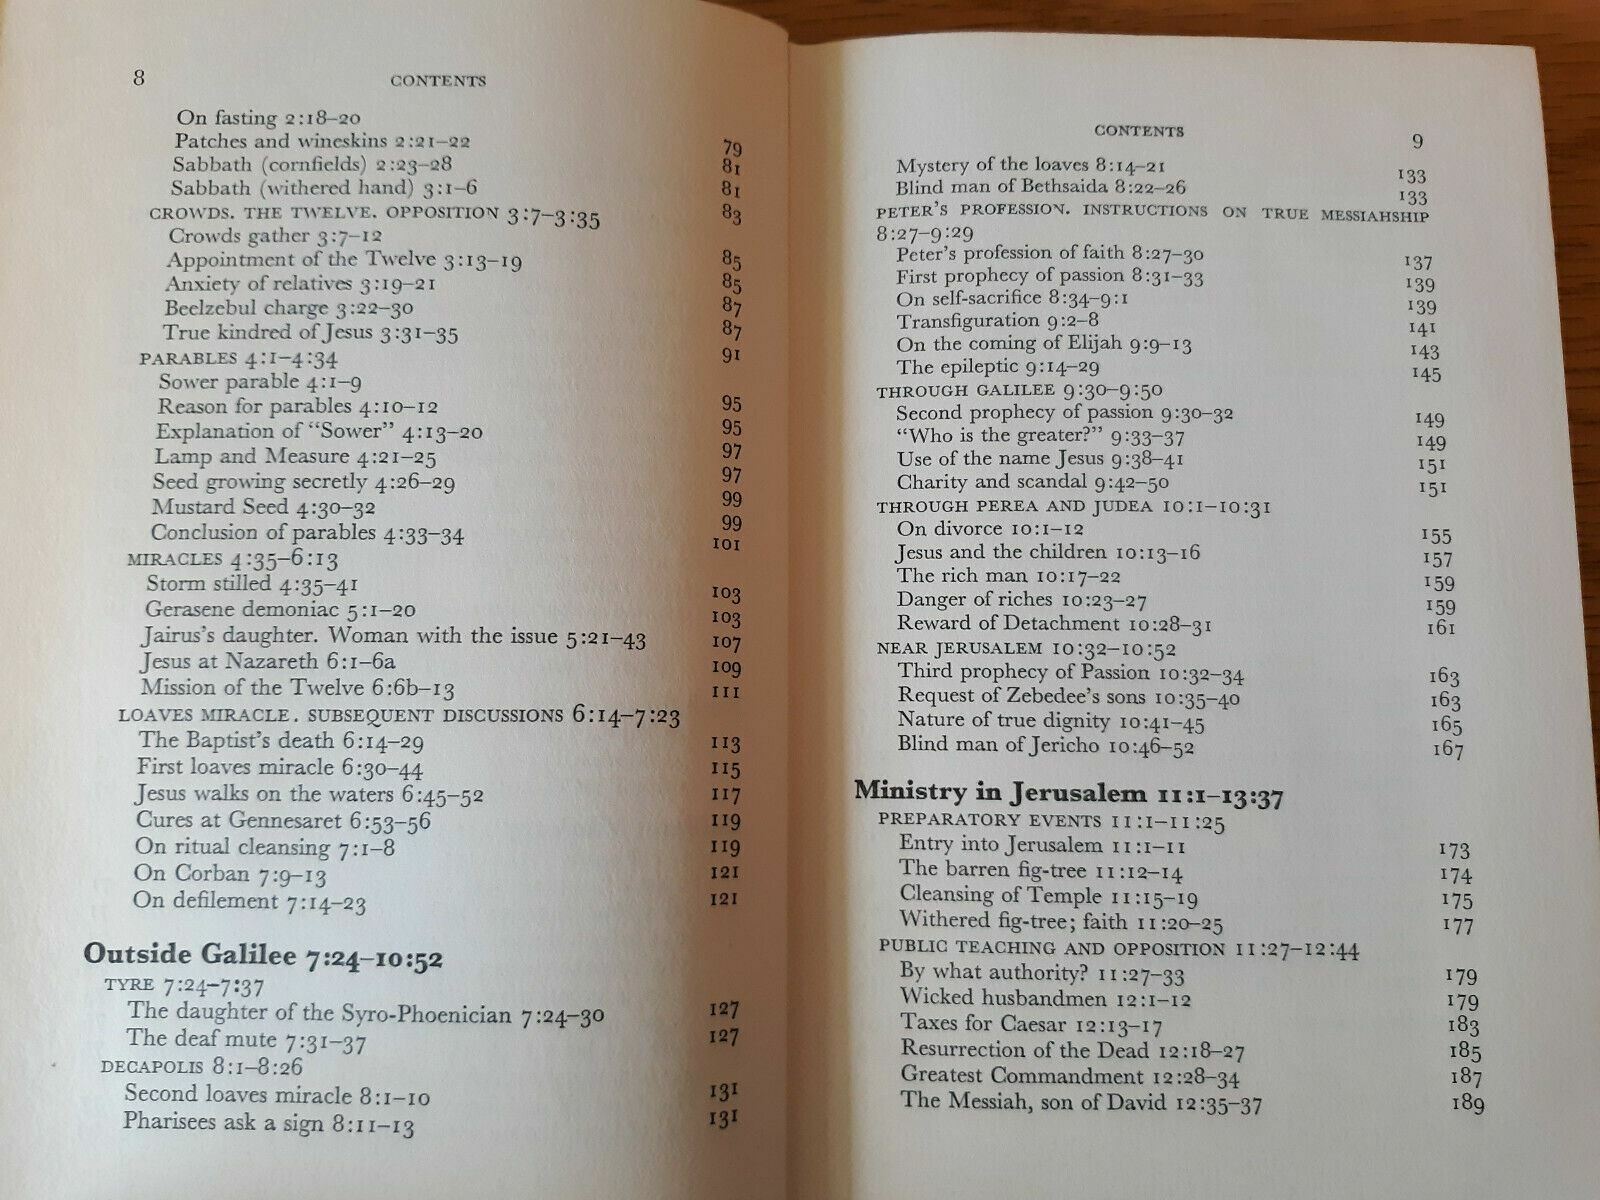 8 CONTENTS
On fasting 2:18–20 79
Patches and wineskins 2:21–22 81
Sabbath (cornfields) 2:23–28 81
Sabbath (withered hand) 3:1–6 83
CROWDS. THE TWELVE. OPPOSITION 3:7–3:35
Crowds gather 3:7–12 85
Appointment of the Twelve 3:13–19 85
Anxiety of relatives 3:19–21 87
Beelzebul charge 3:22–30 87
True kindred of Jesus 3:31–35 91
PARABLES 4:1–4:34
Sower parable 4:1–9 95
Reason for parables 4:10–12 95
Explanation of "Sower" 4:13–20 97
Lamp and Measure 4:21–25 97
Seed growing secretly 4:26–29 99
Mustard Seed 4:30–32 99
Conclusion of parables 4:33–34 101
MIRACLES 4:35–6:13
Storm stilled 4:35–41 103
Gerasene demoniac 5:1–20 103
Jairus's daughter. Woman with the issue 5:21–43 107
Jesus at Nazareth 6:1–6a 109
Mission of the Twelve 6:6b–13 111
LOAVES MIRACLE. SUBSEQUENT DISCUSSIONS 6:14–7:23
The Baptist's death 6:14–29 113
First loaves miracle 6:30–44 115
Jesus walks on the waters 6:45–52 117
Cures at Gennesaret 6:53–56 119
On ritual cleansing 7:1–8 119
On Corban 7:9–13 121
On defilement 7:14–23 121
Outside Galilee 7:24–10:52
TYRE 7:24–7:37
The daughter of the Syro-Phoenician 7:24–30 127
The deaf mute 7:31–37 127
DECAPOLIS 8:1–8:26
Second loaves miracle 8:1–10 131
Pharisees ask a sign 8:11–13 131
CONTENTS 9
Mystery of the loaves 8:14–21 133
Blind man of Bethsaida 8:22–26 133
PETER'S PROFESSION. INSTRUCTIONS ON TRUE MESSIAHSHIP
8:27–9:29
Peter's profession of faith 8:27–30 137
First prophecy of passion 8:31–33 139
On self-sacrifice 8:34–9:1 139
Transfiguration 9:2–8 141
On the coming of Elijah 9:9–13 143
The epileptic 9:14–29 145
THROUGH GALILEE 9:30–9:50
Second prophecy of passion 9:30–32 149
"Who is the greater?" 9:33–37 149
Use of the name Jesus 9:38–41 151
Charity and scandal 9:42–50 151
THROUGH PEREA AND JUDEA 10:1–10:31
On divorce 10:1–12 155
Jesus and the children 10:13–16 157
The rich man 10:17–22 159
Danger of riches 10:23–27 159
Reward of Detachment 10:28–31 161
NEAR JERUSALEM 10:32–10:52
Third prophecy of Passion 10:32–34 163
Request of Zebedee's sons 10:35–40 163
Nature of true dignity 10:41–45 165
Blind man of Jericho 10:46–52 167
Ministry in Jerusalem 11:1–13:37
PREPARATORY EVENTS 11:1–11:25
Entry into Jerusalem 11:1–11 173
The barren fig-tree 11:12–14 174
Cleansing of Temple 11:15–19 175
Withered fig-tree; faith 11:20–25 177
PUBLIC TEACHING AND OPPOSITION 11:27–12:44
By what authority? 11:27–33 179
Wicked husbandmen 12:1–12 179
Taxes for Caesar 12:13–17 183
Resurrection of the Dead 12:18–27 185
Greatest Commandment 12:28–34 187
The Messiah, son of David 12:35–37 189